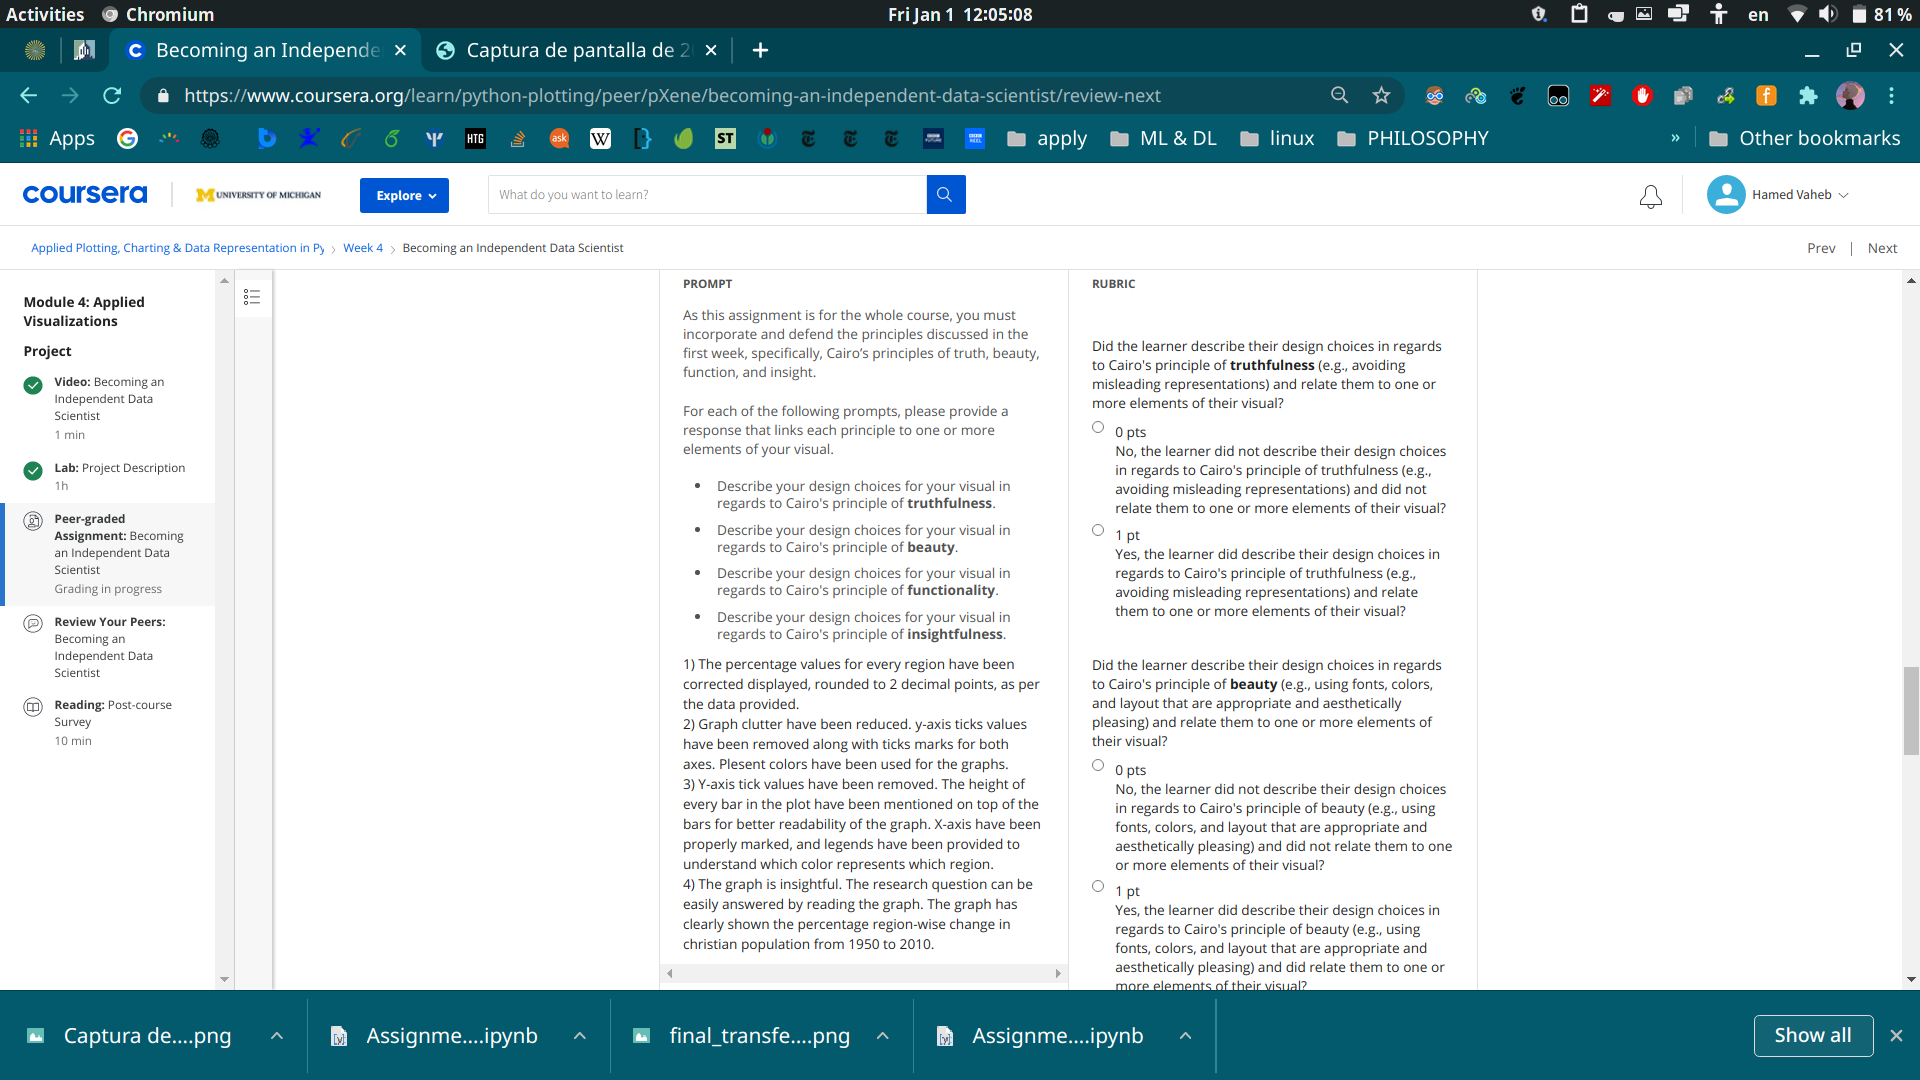 Activities Chromium Fri Jan 1 12:05:08 en 81 %
Becoming an Independe Captura de pantalla de 2
https://www.coursera.org/learn/python-plotting/peer/pXene/becoming-an-independent-data-scientist/review-next
Apps HTG ask W ST apply ML & DL linux PHILOSOPHY » Other bookmarks
coursera M UNIVERSITY OF MICHIGAN Explore What do you want to learn? Hamed Vaheb
Applied Plotting, Charting & Data Representation in Py Week 4 Becoming an Independent Data Scientist Prev | Next
Module 4: Applied
Visualizations
Project
Video: Becoming an
Independent Data
Scientist
1 min
Lab: Project Description
1h
Peer-graded
Assignment: Becoming
an Independent Data
Scientist
Grading in progress
Review Your Peers:
Becoming an
Independent Data
Scientist
Reading: Post-course
Survey
10 min
PROMPT
As this assignment is for the whole course, you must
incorporate and defend the principles discussed in the
first week, specifically, Cairo's principles of truth, beauty,
function, and insight.
For each of the following prompts, please provide a
response that links each principle to one or more
elements of your visual.
• Describe your design choices for your visual in
regards to Cairo's principle of truthfulness.
• Describe your design choices for your visual in
regards to Cairo's principle of beauty.
• Describe your design choices for your visual in
regards to Cairo's principle of functionality.
• Describe your design choices for your visual in
regards to Cairo's principle of insightfulness.
1) The percentage values for every region have been
corrected displayed, rounded to 2 decimal points, as per
the data provided.
2) Graph clutter have been reduced. y-axis ticks values
have been removed along with ticks marks for both
axes. Plesent colors have been used for the graphs.
3) Y-axis tick values have been removed. The height of
every bar in the plot have been mentioned on top of the
bars for better readability of the graph. X-axis have been
properly marked, and legends have been provided to
understand which color represents which region.
4) The graph is insightful. The research question can be
easily answered by reading the graph. The graph has
clearly shown the percentage region-wise change in
christian population from 1950 to 2010.
RUBRIC
Did the learner describe their design choices in regards
to Cairo's principle of truthfulness (e.g., avoiding
misleading representations) and relate them to one or
more elements of their visual?
0 pts
No, the learner did not describe their design choices
in regards to Cairo's principle of truthfulness (e.g.,
avoiding misleading representations) and did not
relate them to one or more elements of their visual?
1 pt
Yes, the learner did describe their design choices in
regards to Cairo's principle of truthfulness (e.g.,
avoiding misleading representations) and relate
them to one or more elements of their visual?
Did the learner describe their design choices in regards
to Cairo's principle of beauty (e.g., using fonts, colors,
and layout that are appropriate and aesthetically
pleasing) and relate them to one or more elements of
their visual?
0 pts
No, the learner did not describe their design choices
in regards to Cairo's principle of beauty (e.g., using
fonts, colors, and layout that are appropriate and
aesthetically pleasing) and did not relate them to one
or more elements of their visual?
1 pt
Yes, the learner did describe their design choices in
regards to Cairo's principle of beauty (e.g., using
fonts, colors, and layout that are appropriate and
aesthetically pleasing) and did relate them to one or
more elements of their visual?
Captura de....png Assignme....ipynb final_transfe....png Assignme....ipynb Show all